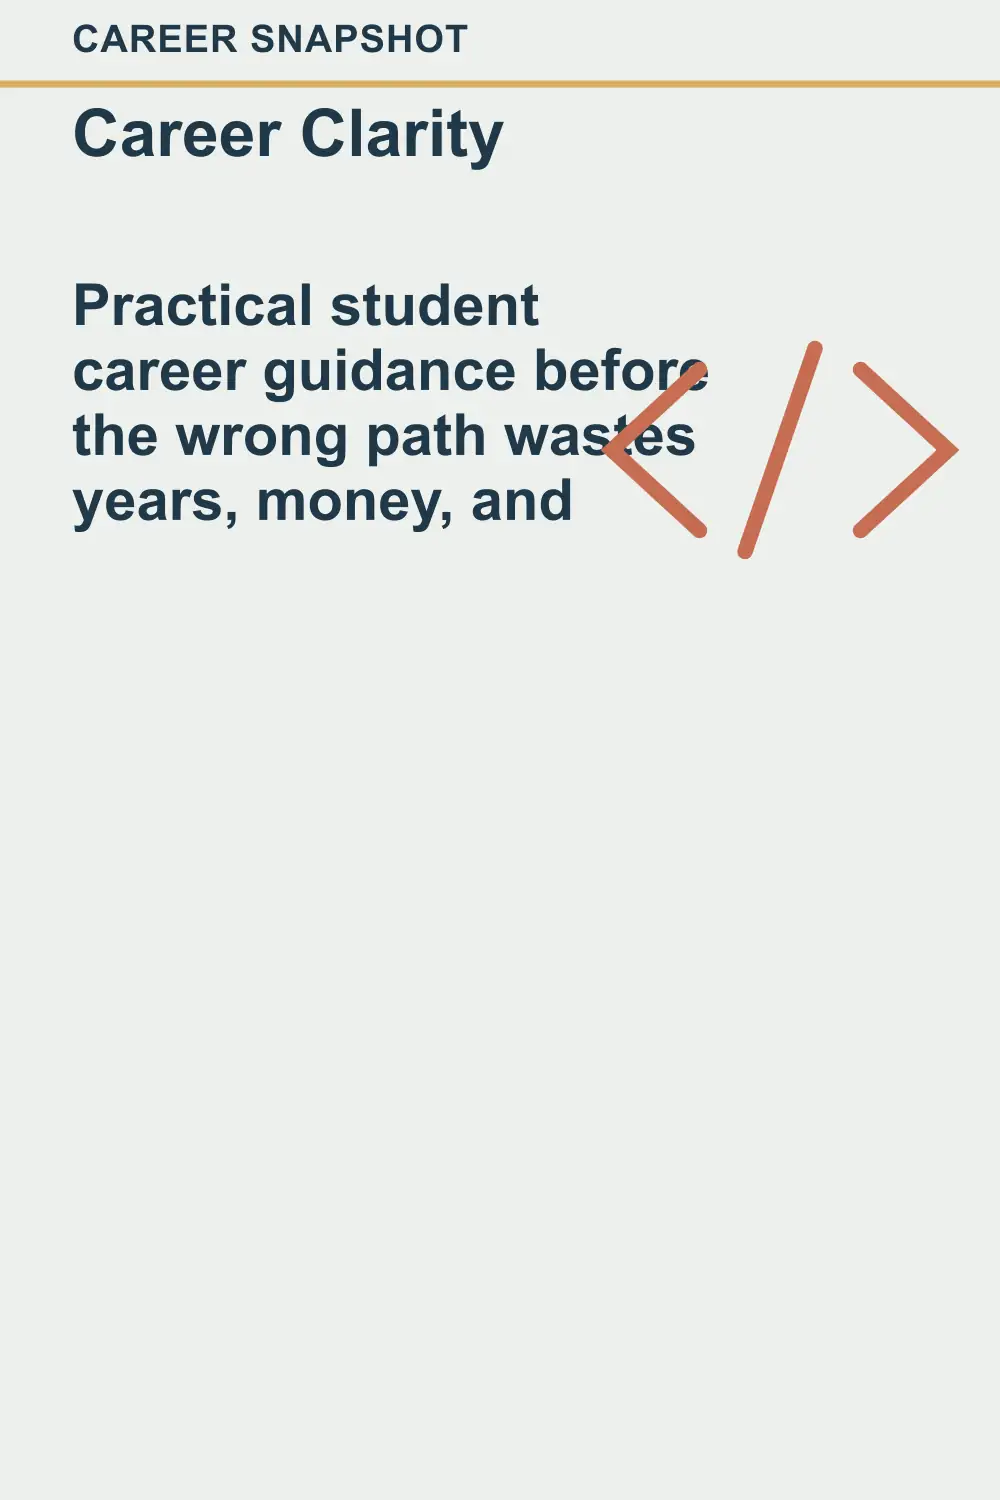 CAREER SNAPSHOT
Career Clarity
Practical student
career guidance before
the wrong path wastes
years, money, and